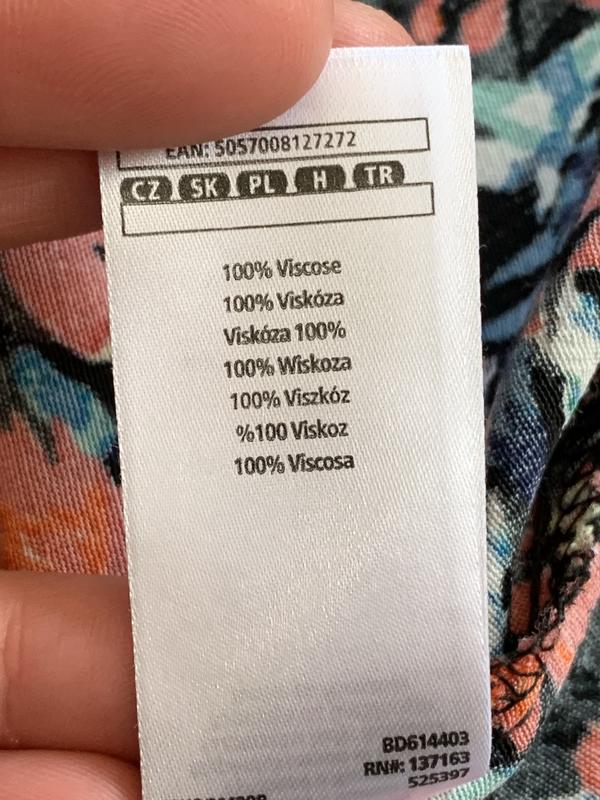 EAN: 5057008127272
CZ SK PL H TR
100% Viscose
100% Viskóza
Viskóza 100%
100% Wiskoza
100% Viszkóz
%100 Viskoz
100% Viscosa
BD614403
RN#: 137163
525397